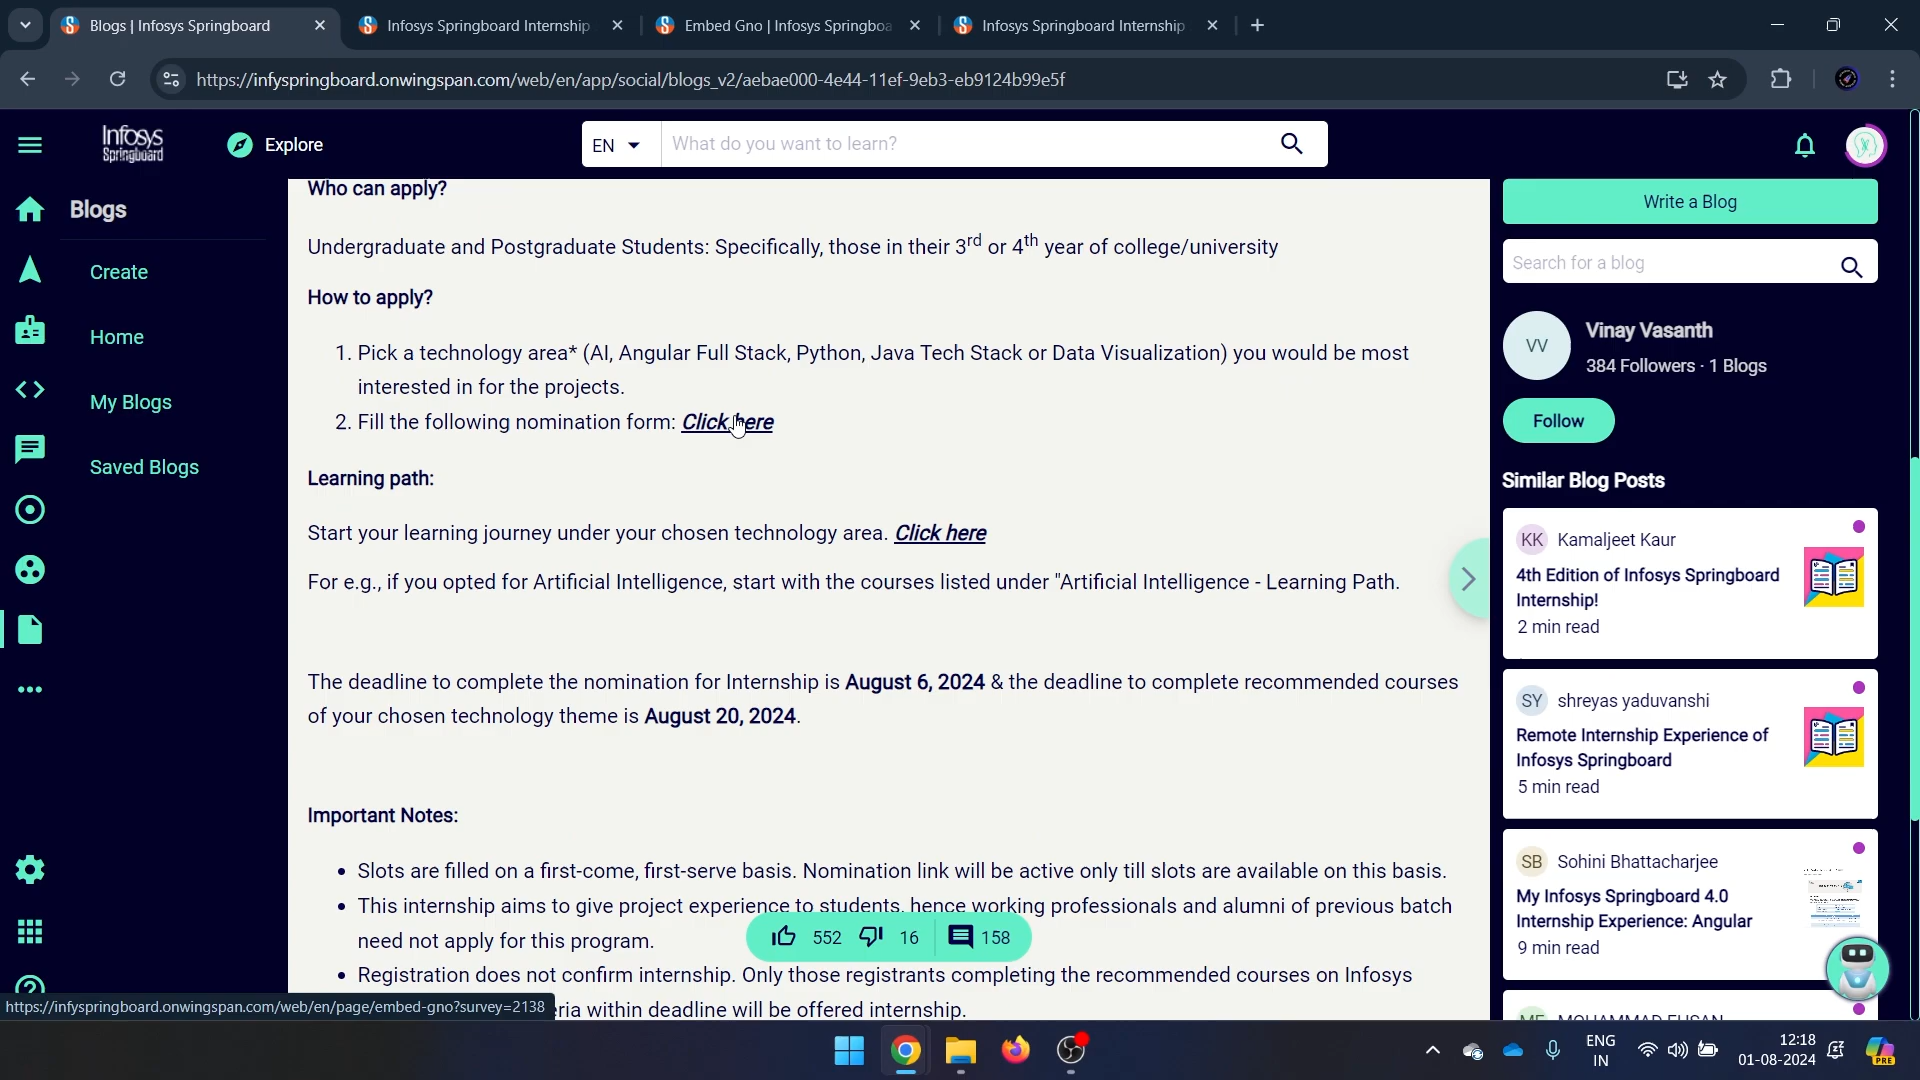 Blogs | Infosys Springboard
Infosys Springboard Internship
Embed Gno | Infosys Springboa
Infosys Springboard Internship
https://infyspringboard.onwingspan.com/web/en/app/social/blogs_v2/aebae000-4e44-11ef-9eb3-eb9124b99e5f
Infosys
Springboard
Explore
EN
What do you want to learn?
Blogs
Create
Home
My Blogs
Saved Blogs
Who can apply?
Undergraduate and Postgraduate Students: Specifically, those in their 3rd or 4th year of college/university
How to apply?
1. Pick a technology area* (AI, Angular Full Stack, Python, Java Tech Stack or Data Visualization) you would be most
interested in for the projects.
2. Fill the following nomination form: Click here
Learning path:
Start your learning journey under your chosen technology area. Click here
For e.g., if you opted for Artificial Intelligence, start with the courses listed under "Artificial Intelligence - Learning Path.
The deadline to complete the nomination for Internship is August 6, 2024 & the deadline to complete recommended courses
of your chosen technology theme is August 20, 2024.
Important Notes:
• Slots are filled on a first-come, first-serve basis. Nomination link will be active only till slots are available on this basis.
• This internship aims to give project experience to students, hence working professionals and alumni of previous batch
need not apply for this program.
• Registration does not confirm internship. Only those registrants completing the recommended courses on Infosys
ria within deadline will be offered internship.
552 16 158
Write a Blog
Search for a blog
VV
Vinay Vasanth
384 Followers · 1 Blogs
Follow
Similar Blog Posts
KK Kamaljeet Kaur
4th Edition of Infosys Springboard
Internship!
2 min read
SY shreyas yaduvanshi
Remote Internship Experience of
Infosys Springboard
5 min read
SB Sohini Bhattacharjee
My Infosys Springboard 4.0
Internship Experience: Angular
9 min read
https://infyspringboard.onwingspan.com/web/en/page/embed-gno?survey=2138
ENG
IN
12:18
01-08-2024
PRE